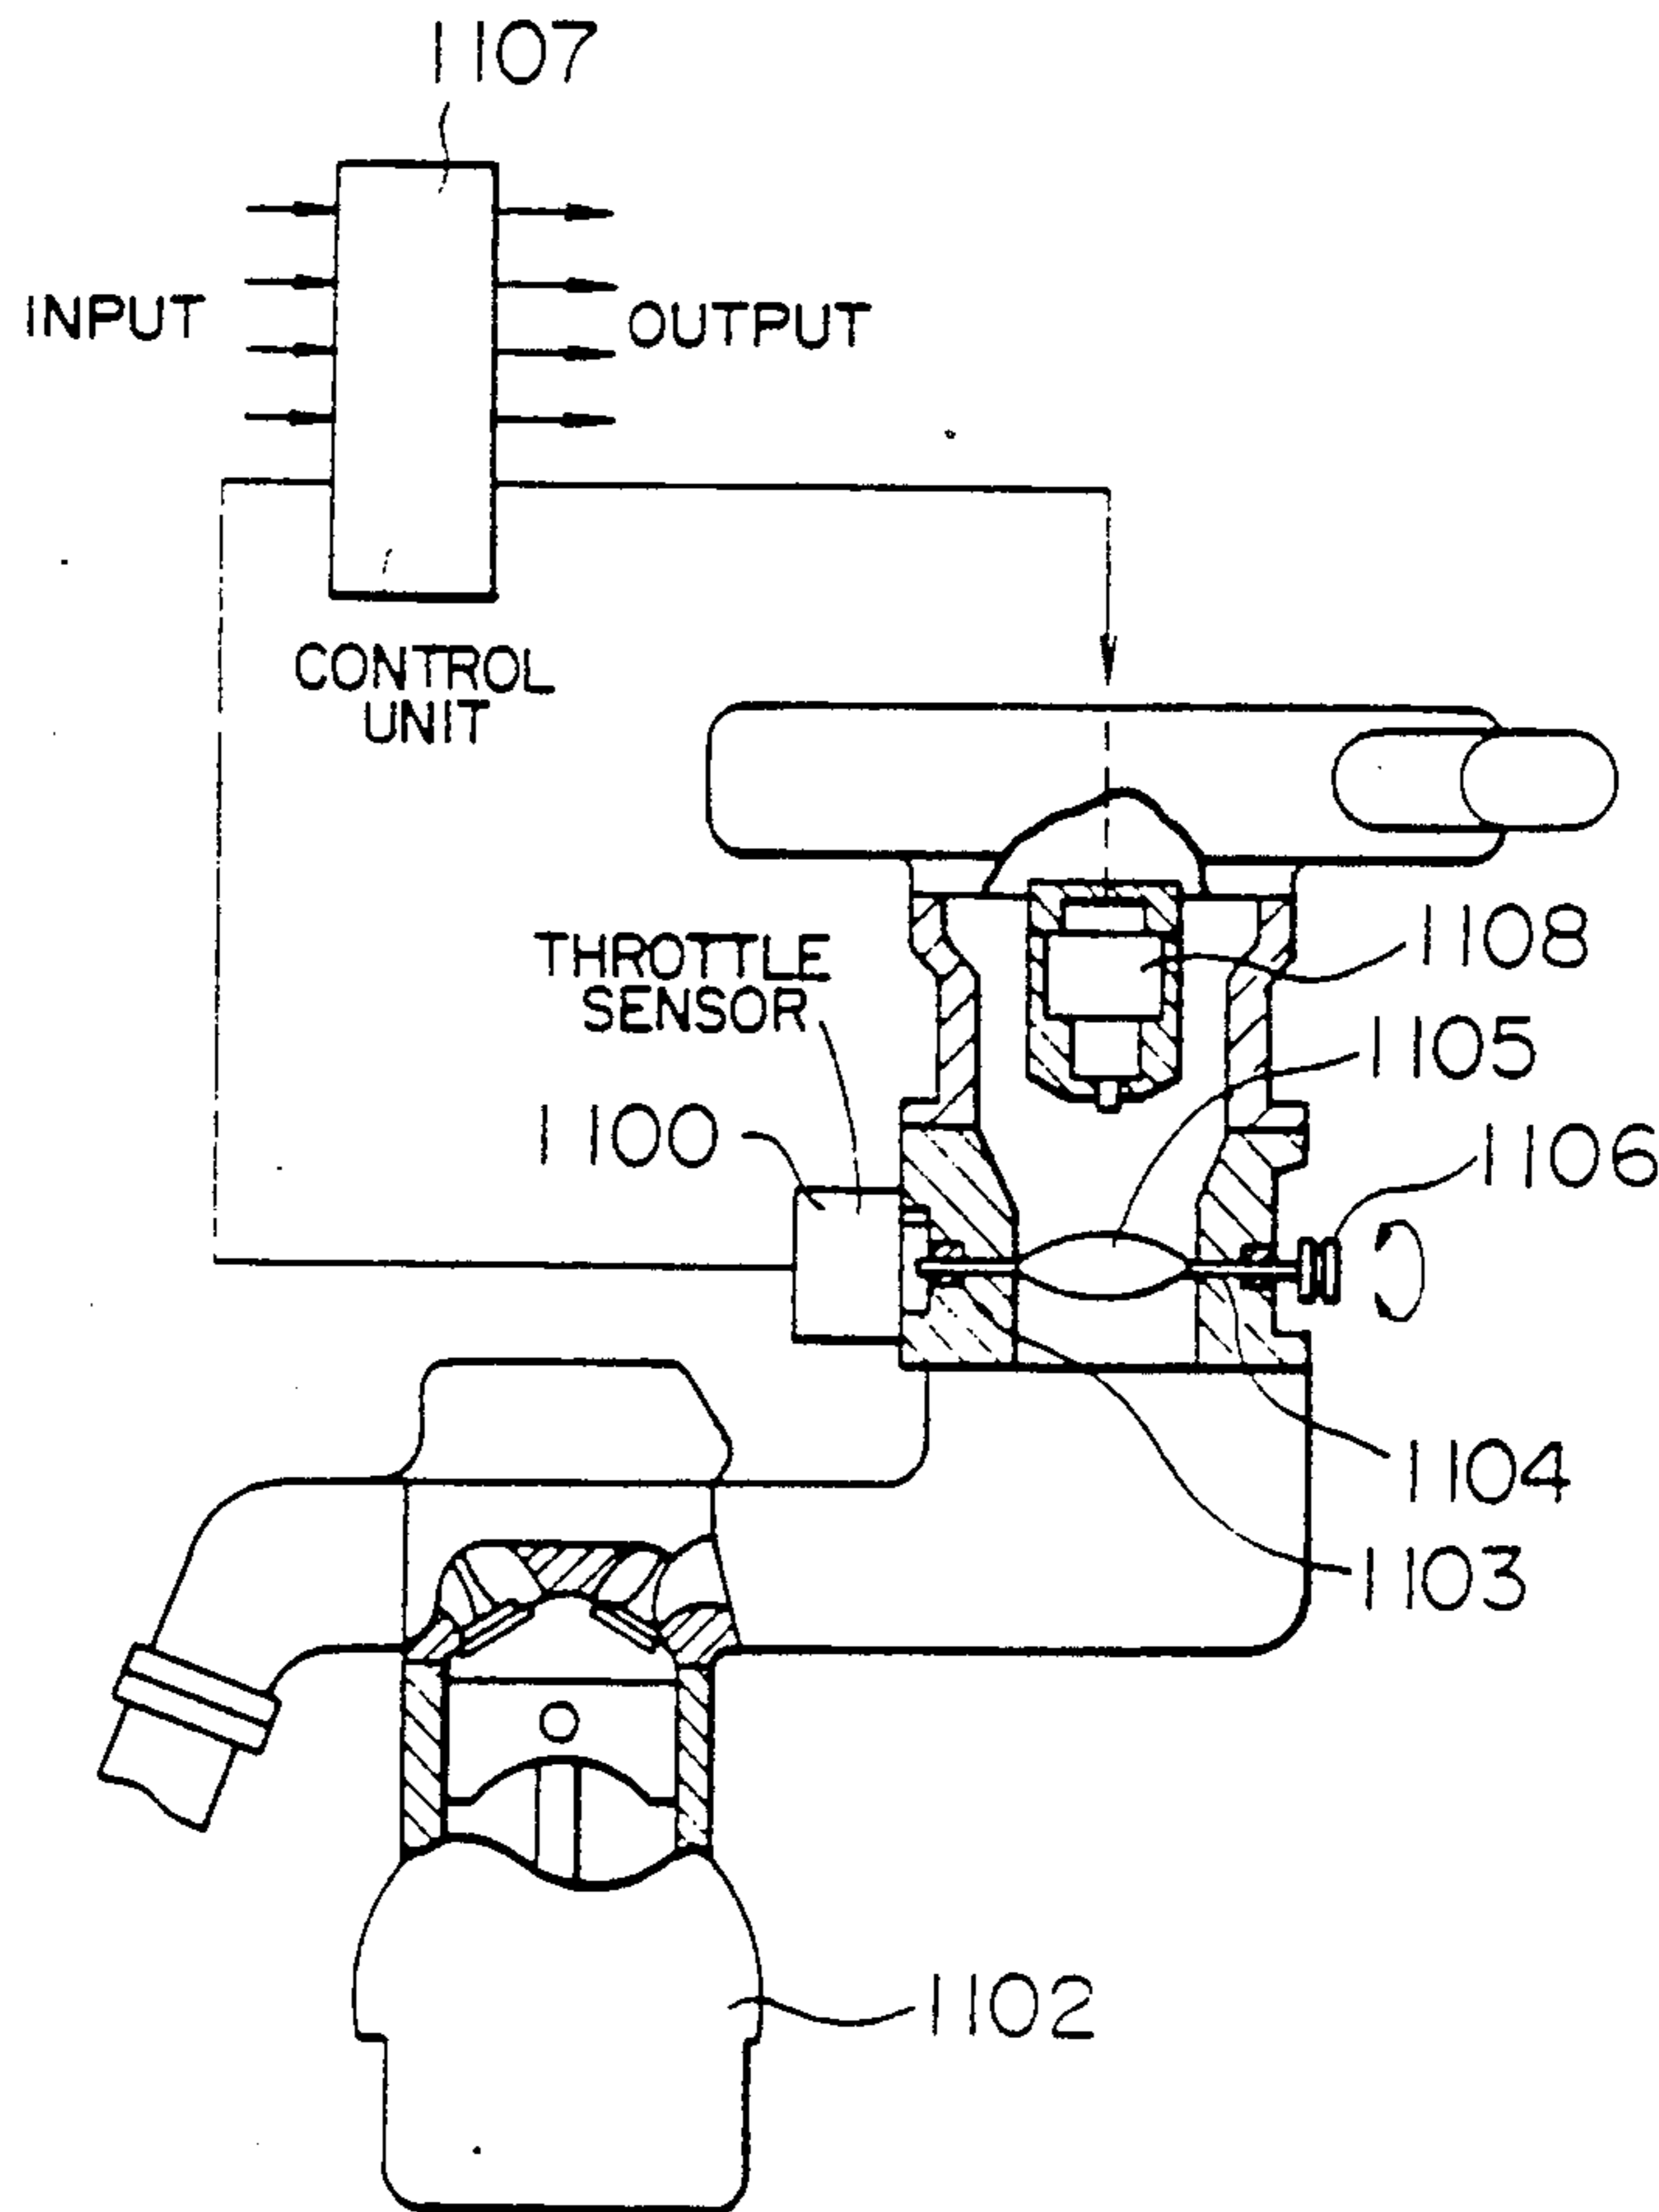 1107
INPUT
OUTPUT
CONTROL
UNIT
THROTTLE
SENSOR
1108
1105
1100
1106
1104
1103
1102